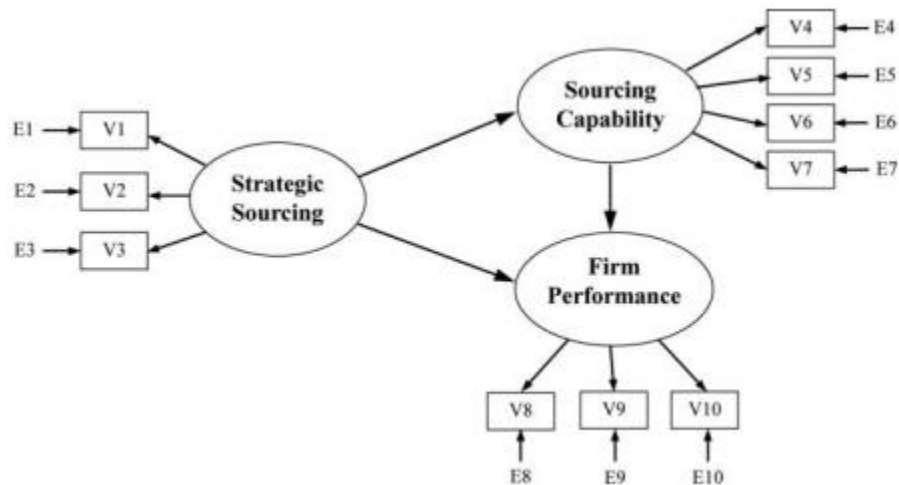 V4
E4
Sourcing
Capability
V5
E5
E1
V1
V6
E6
V7
E7
E2
V2
Strategic
Sourcing
E3
V3
Firm
Performance
V8
V9
V10
E8
E9
E10